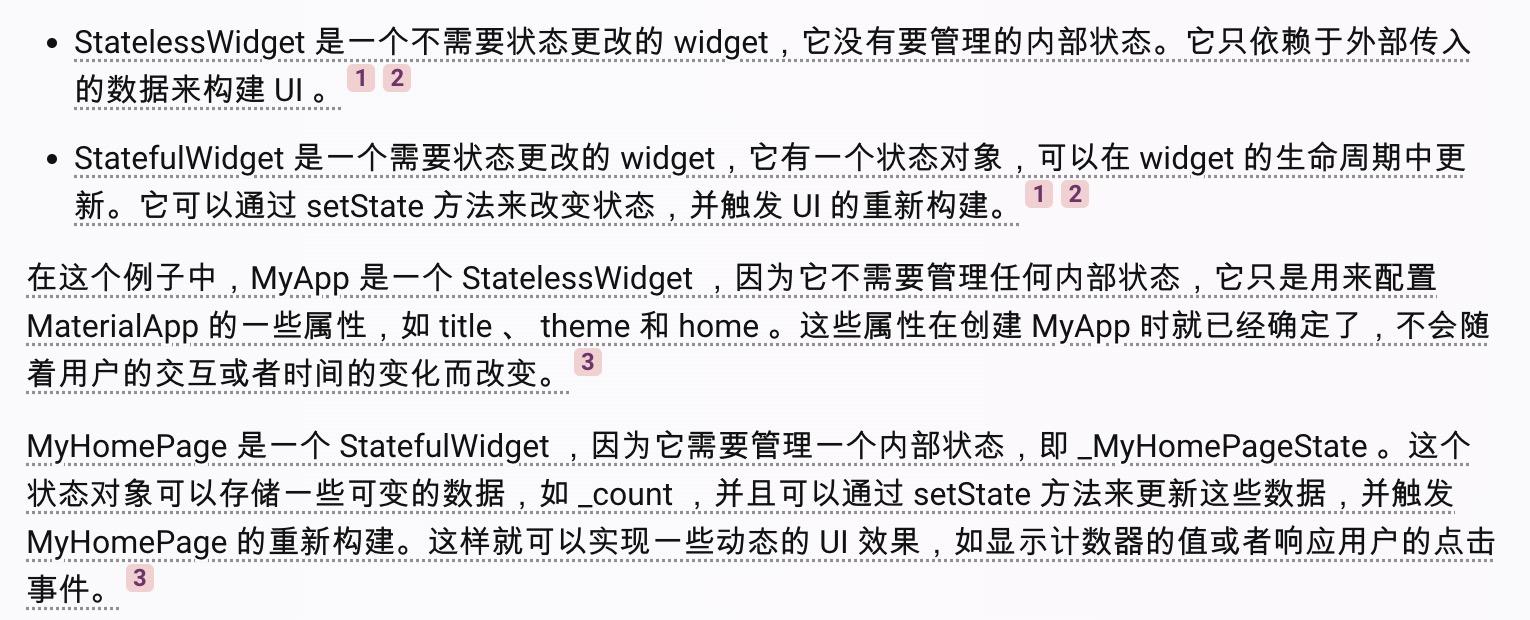 • StatelessWidget 是一个不需要状态更改的 widget，它没有要管理的内部状态。它只依赖于外部传入
的数据来构建 UI 。 1 2
• StatefulWidget 是一个需要状态更改的 widget，它有一个状态对象，可以在 widget 的生命周期中更
新。它可以通过 setState 方法来改变状态，并触发 UI 的重新构建。 1 2
在这个例子中，MyApp 是一个 StatelessWidget ，因为它不需要管理任何内部状态，它只是用来配置
MaterialApp 的一些属性，如 title 、 theme 和 home 。这些属性在创建 MyApp 时就已经确定了，不会随
着用户的交互或者时间的变化而改变。 3
MyHomePage 是一个 StatefulWidget ，因为它需要管理一个内部状态，即 _MyHomePageState 。这个
状态对象可以存储一些可变的数据，如 _count ，并且可以通过 setState 方法来更新这些数据，并触发
MyHomePage 的重新构建。这样就可以实现一些动态的 UI 效果，如显示计数器的值或者响应用户的点击
事件。 3